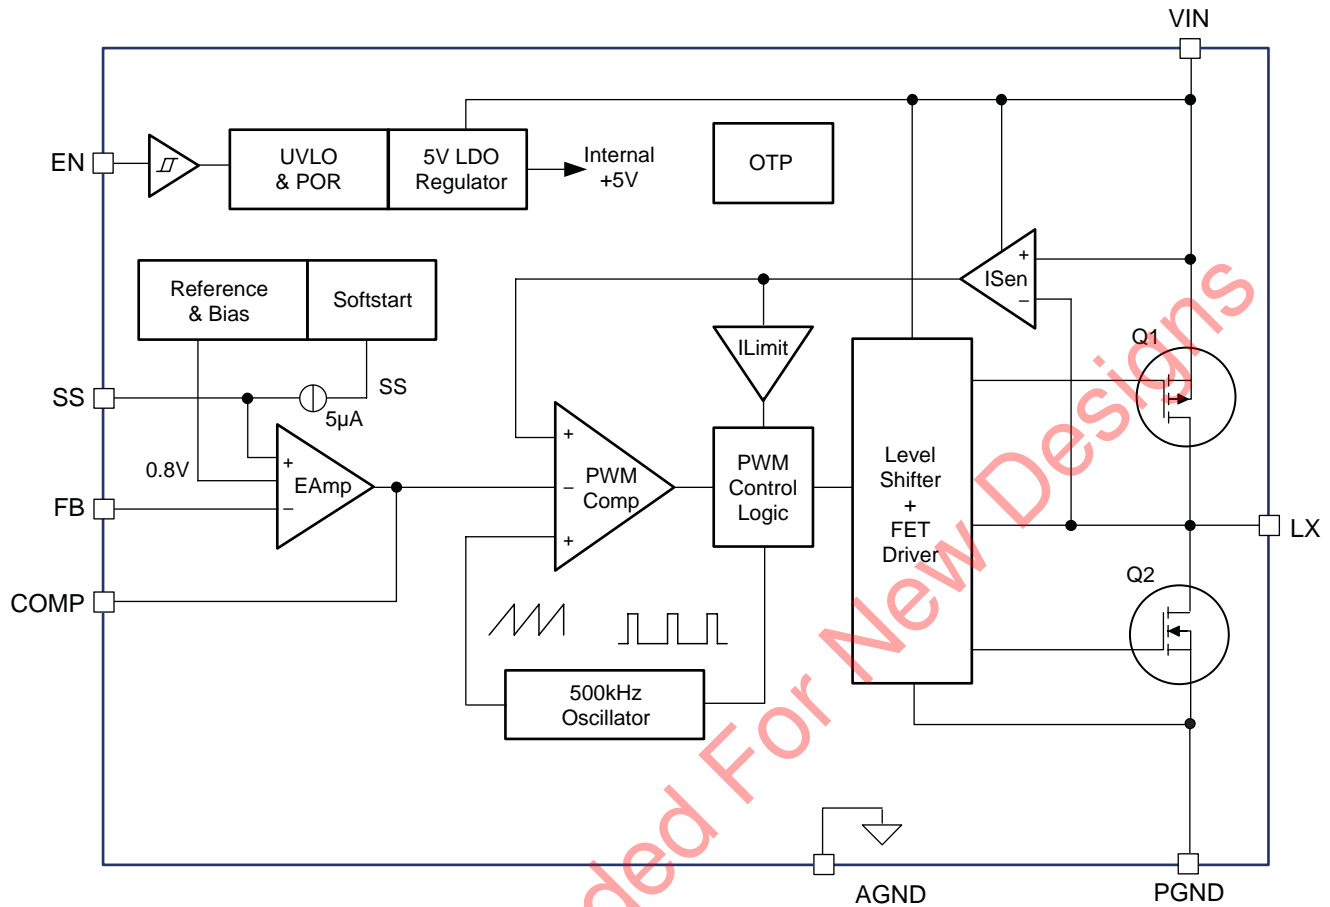 VIN
EN
UVLO
& POR
5V LDO
Regulator
Internal
+5V
OTP
Reference
& Bias
Softstart
+
ISen
−
Q1
ILimit
SS
SS
5µA
0.8V
+
EAmp
−
FB
+
PWM
Comp
−
+
PWM
Control
Logic
Level
Shifter
+
FET
Driver
LX
Q2
COMP
500kHz
Oscillator
AGND
PGND
ded For New Designs